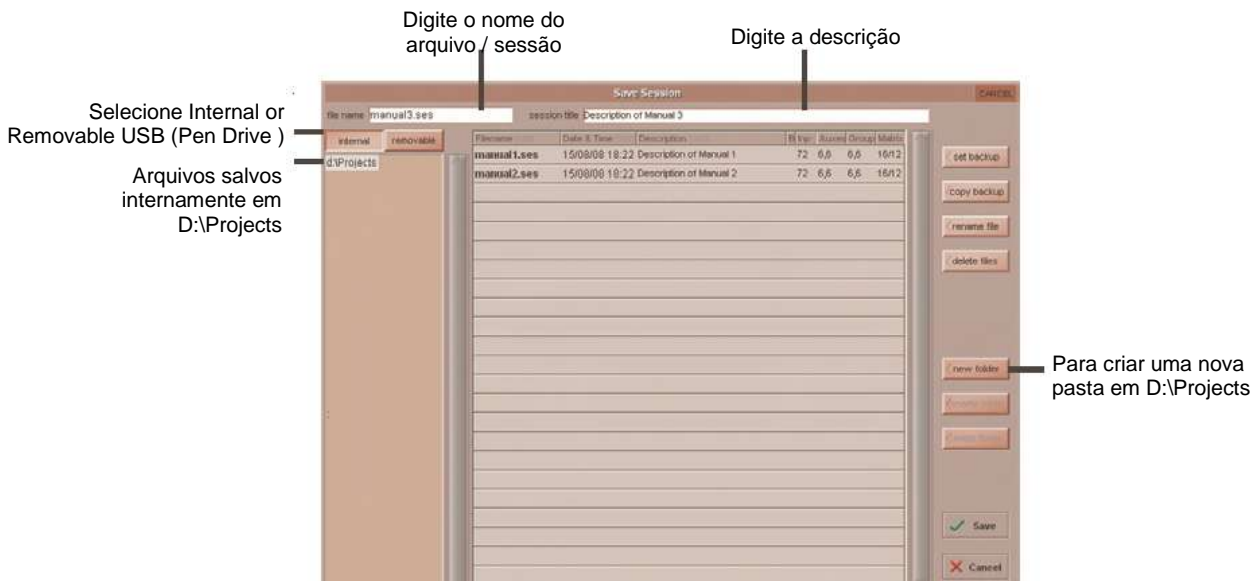 Digite o nome do
arquivo / sessão
Digite a descrição
Selecione Internal or
Removable USB (Pen Drive )
Arquivos salvos
internamente em
D:\Projects
Para criar uma nova
pasta em D:\Projects
Save Session
CANCEL
file name manual3.ses session title Description of Manual 3
internal removable
d:\Projects
Filename Date & Time Description Inp Group Matrix
manual1.ses 15/08/08 18:22 Description of Manual 1 72 6,6 6,6 16/12
manual2.ses 15/08/08 18:22 Description of Manual 2 72 6,6 6,6 16/12
set backup
copy backup
rename file
delete files
new folder
Save
Cancel